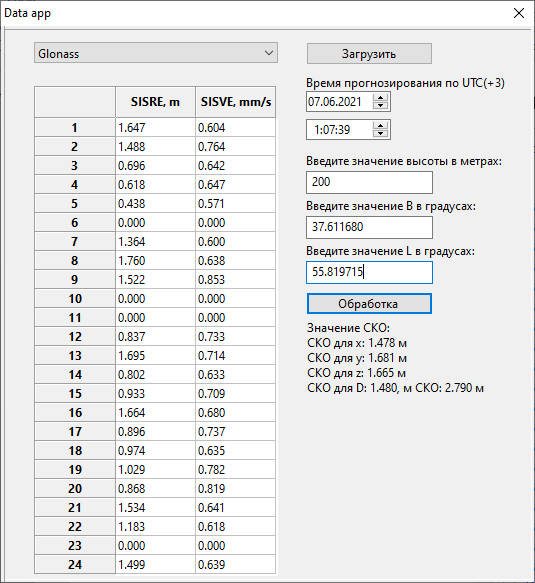 Data app
Glonass
SISRE, m SISVE, mm/s
1 1.647 0.604
2 1.488 0.764
3 0.696 0.642
4 0.618 0.647
5 0.438 0.571
6 0.000 0.000
7 1.364 0.600
8 1.760 0.638
9 1.522 0.853
10 0.000 0.000
11 0.000 0.000
12 0.837 0.733
13 1.695 0.714
14 0.802 0.633
15 0.933 0.709
16 1.664 0.680
17 0.896 0.737
18 0.974 0.635
19 1.029 0.782
20 0.868 0.819
21 1.534 0.641
22 1.183 0.618
23 0.000 0.000
24 1.499 0.639
Загрузить
Время прогнозирования по UTC(+3)
07.06.2021
1:07:39
Введите значение высоты в метрах:
200
Введите значение B в градусах:
37.611680
Введите значение L в градусах:
55.819715
Обработка
Значение СКО:
СКО для x: 1.478 м
СКО для y: 1.681 м
СКО для z: 1.665 м
СКО для D: 1.480, м СКО: 2.790 м